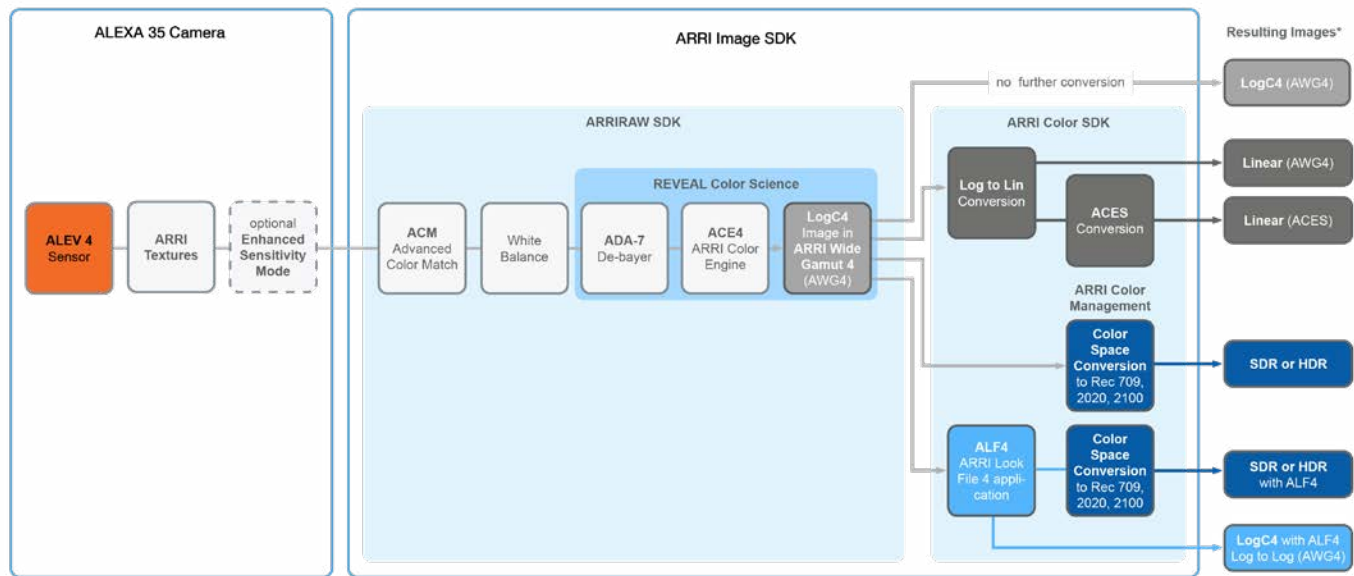 ALEXA 35 Camera
ARRI Image SDK
Resulting Images*
no further conversion
LogC4 (AWG4)
ARRIRAW SDK
ARRI Color SDK
REVEAL Color Science
Log to Lin
Conversion
Linear (AWG4)
ACES
Conversion
Linear (ACES)
ALEV 4
Sensor
ARRI
Textures
optional
Enhanced
Sensitivity
Mode
ACM
Advanced
Color Match
White
Balance
ADA-7
De-bayer
ACE4
ARRI Color
Engine
LogC4
Image in
ARRI Wide
Gamut 4
(AWG4)
ARRI Color
Management
Color
Space
Conversion
to Rec 709,
2020, 2100
SDR or HDR
ALF4
ARRI Look
File 4 appli-
cation
Color
Space
Conversion
to Rec 709,
2020, 2100
SDR or HDR
with ALF4
LogC4 with ALF4
Log to Log (AWG4)